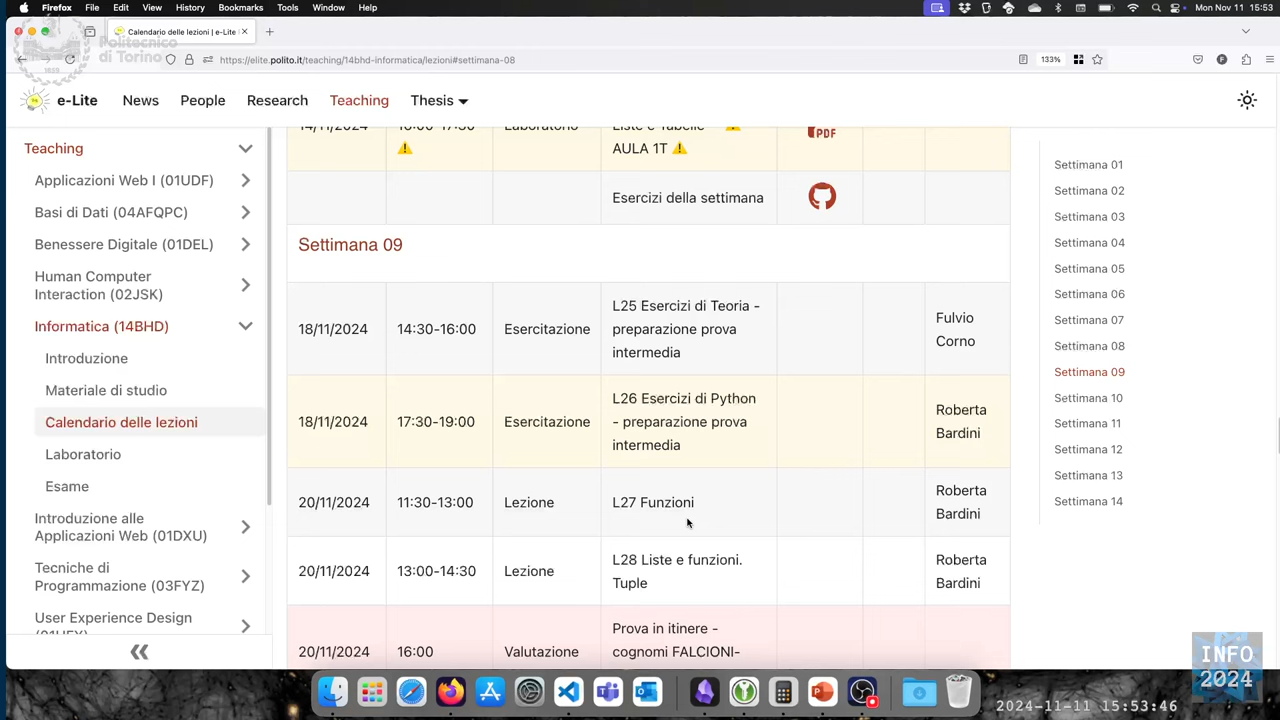 Firefox File Edit View History Bookmarks Tools Window Help
Mon Nov 11 15:53
Calendario delle lezioni | e-Lite
Politecnico
di Torino
https://elite.polito.it/teaching/14bhd-informatica/lezioni#settimana-08
133%
e-Lite News People Research Teaching Thesis
Teaching
Applicazioni Web I (01UDF)
Basi di Dati (04AFQPC)
Benessere Digitale (01DEL)
Human Computer
Interaction (02JSK)
Informatica (14BHD)
Introduzione
Materiale di studio
Calendario delle lezioni
Laboratorio
Esame
Introduzione alle
Applicazioni Web (01DXU)
Tecniche di
Programmazione (03FYZ)
User Experience Design
14/11/2024 16:00-17:30 Laboratorio Liste e Tabelle
AULA 1T
PDF
Esercizi della settimana
Settimana 09
18/11/2024 14:30-16:00 Esercitazione L25 Esercizi di Teoria -
preparazione prova
intermedia
Fulvio
Corno
18/11/2024 17:30-19:00 Esercitazione L26 Esercizi di Python
- preparazione prova
intermedia
Roberta
Bardini
20/11/2024 11:30-13:00 Lezione L27 Funzioni
Roberta
Bardini
20/11/2024 13:00-14:30 Lezione L28 Liste e funzioni.
Tuple
Roberta
Bardini
20/11/2024 16:00 Valutazione Prova in itinere -
cognomi FALCIONI-
Settimana 01
Settimana 02
Settimana 03
Settimana 04
Settimana 05
Settimana 06
Settimana 07
Settimana 08
Settimana 09
Settimana 10
Settimana 11
Settimana 12
Settimana 13
Settimana 14
INFO
2024
2024-11-11 15:53:46